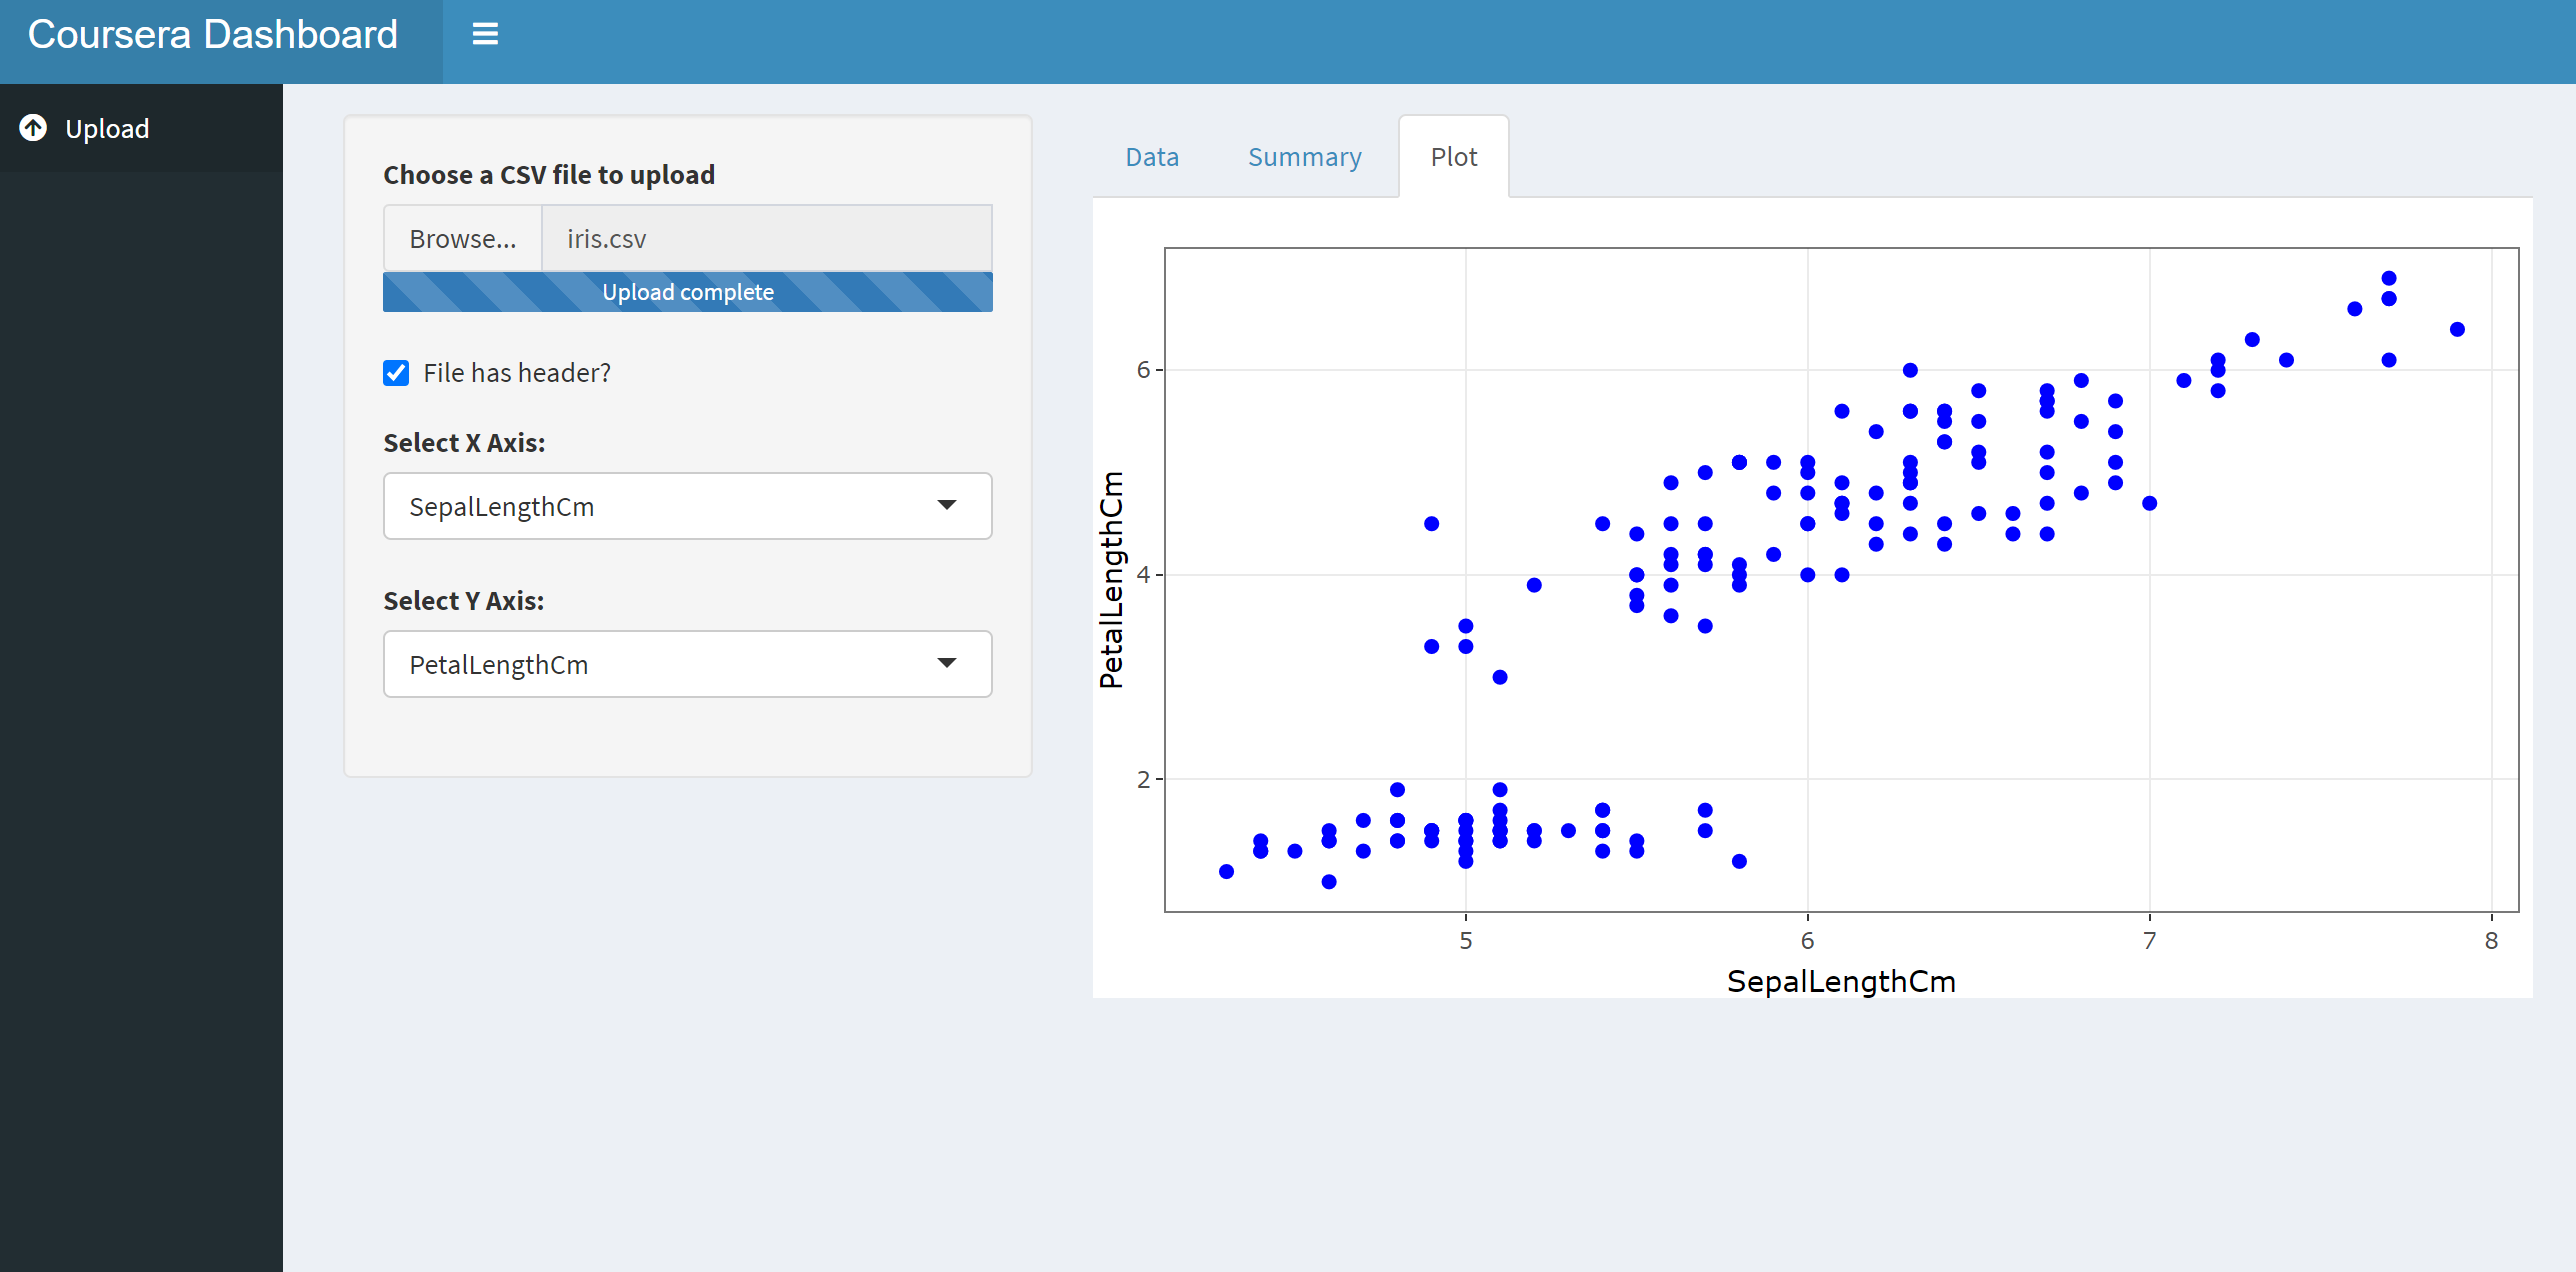 Coursera Dashboard
Upload
Choose a CSV file to upload
Browse... iris.csv
Upload complete
File has header?
Select X Axis:
SepalLengthCm
Select Y Axis:
PetalLengthCm
Data Summary Plot
PetalLengthCm
6
4
2
5 6 7 8
SepalLengthCm